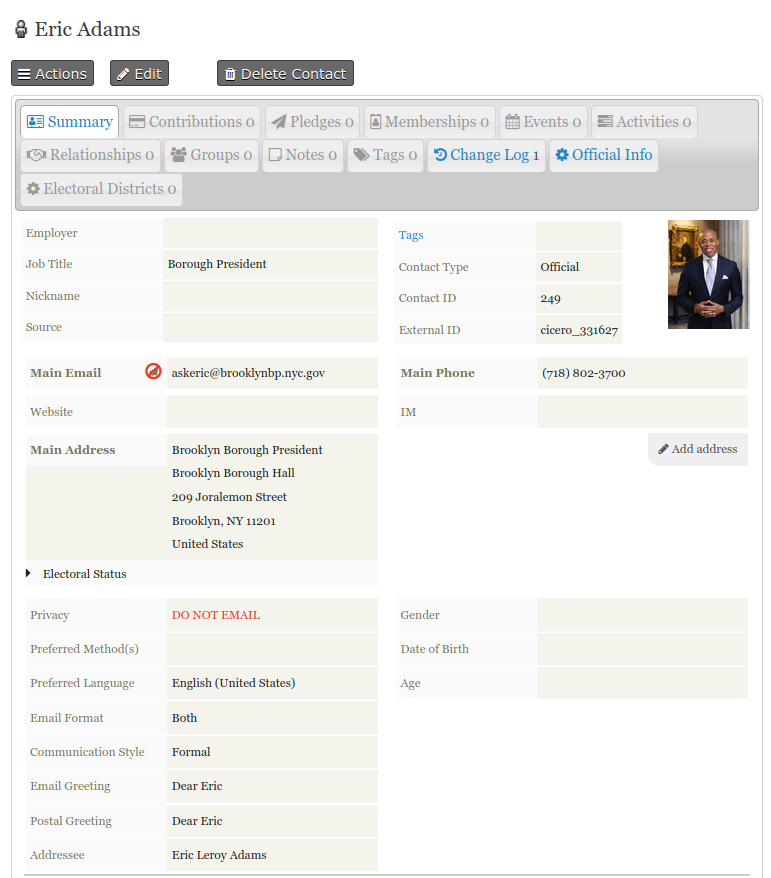 Eric Adams
Actions Edit Delete Contact
Summary Contributions 0 Pledges 0 Memberships 0 Events 0 Activities 0
Relationships 0 Groups 0 Notes 0 Tags 0 Change Log 1 Official Info
Electoral Districts 0
Employer
Job Title Borough President
Nickname
Source
Tags
Contact Type Official
Contact ID 249
External ID cicero_331627
Main Email askeric@brooklynbp.nyc.gov
Website
Main Phone (718) 802-3700
IM
Main Address Brooklyn Borough President
Brooklyn Borough Hall
209 Joralemon Street
Brooklyn, NY 11201
United States
Add address
Electoral Status
Privacy DO NOT EMAIL
Preferred Method(s)
Preferred Language English (United States)
Email Format Both
Communication Style Formal
Email Greeting Dear Eric
Postal Greeting Dear Eric
Addressee Eric Leroy Adams
Gender
Date of Birth
Age